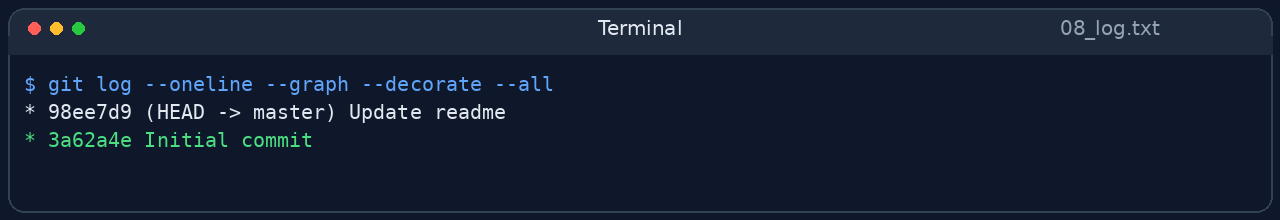 Terminal
08_log.txt
$ git log --oneline --graph --decorate --all
* 98ee7d9 (HEAD -> master) Update readme
* 3a62a4e Initial commit